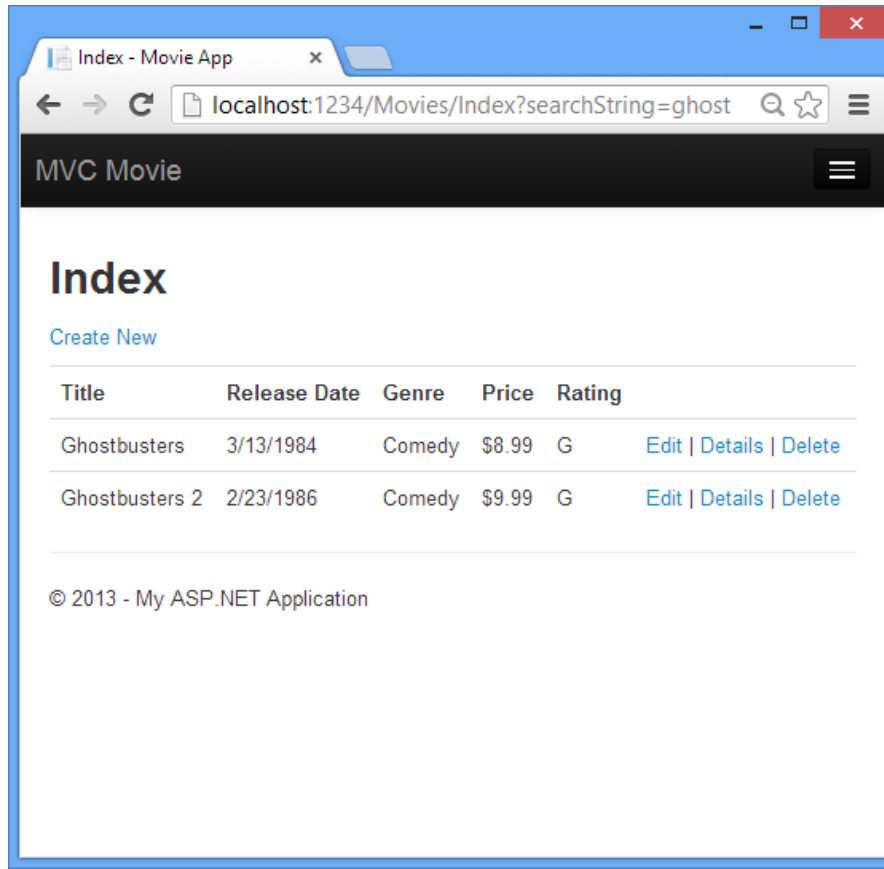 Index - Movie App
localhost:1234/Movies/Index?searchString=ghost
MVC Movie
Index
Create New
Title Release Date Genre Price Rating
Ghostbusters 3/13/1984 Comedy $8.99 G Edit | Details | Delete
Ghostbusters 2 2/23/1986 Comedy $9.99 G Edit | Details | Delete
© 2013 - My ASP.NET Application